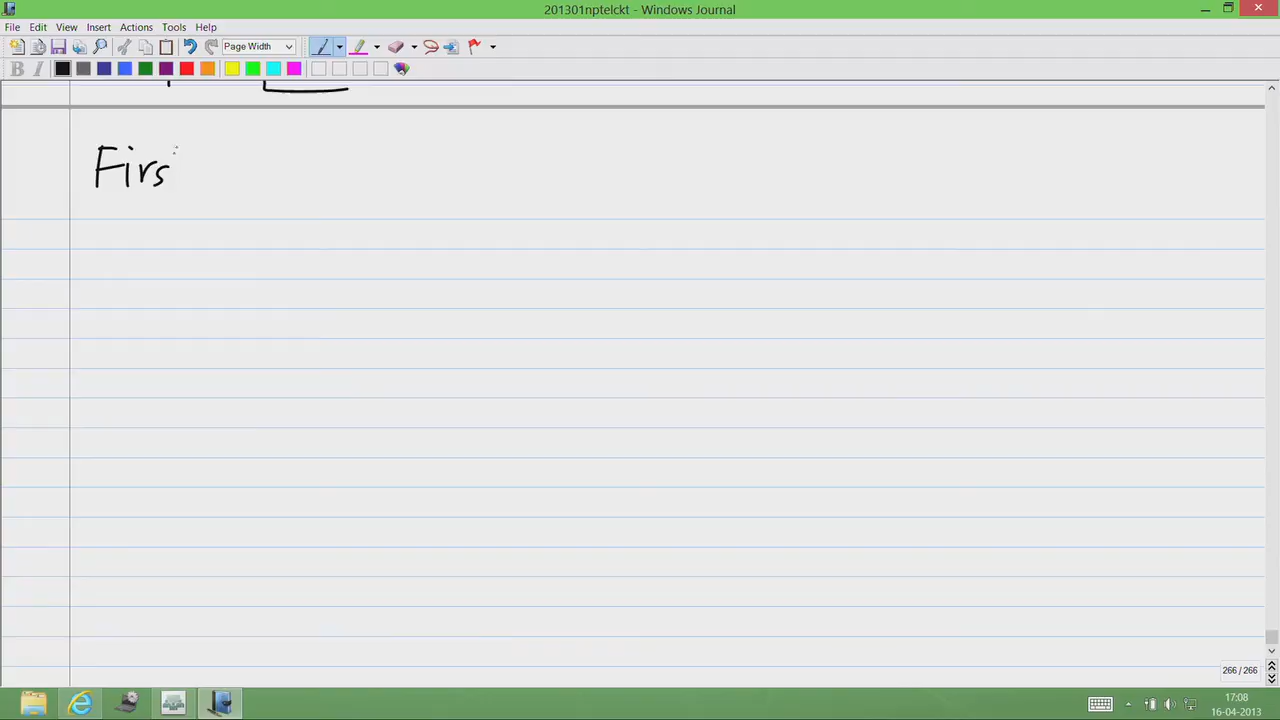 201301nptelckt - Windows Journal
File Edit View Insert Actions Tools Help
Page Width
B I
Firs
266 / 266
17:08
16-04-2013